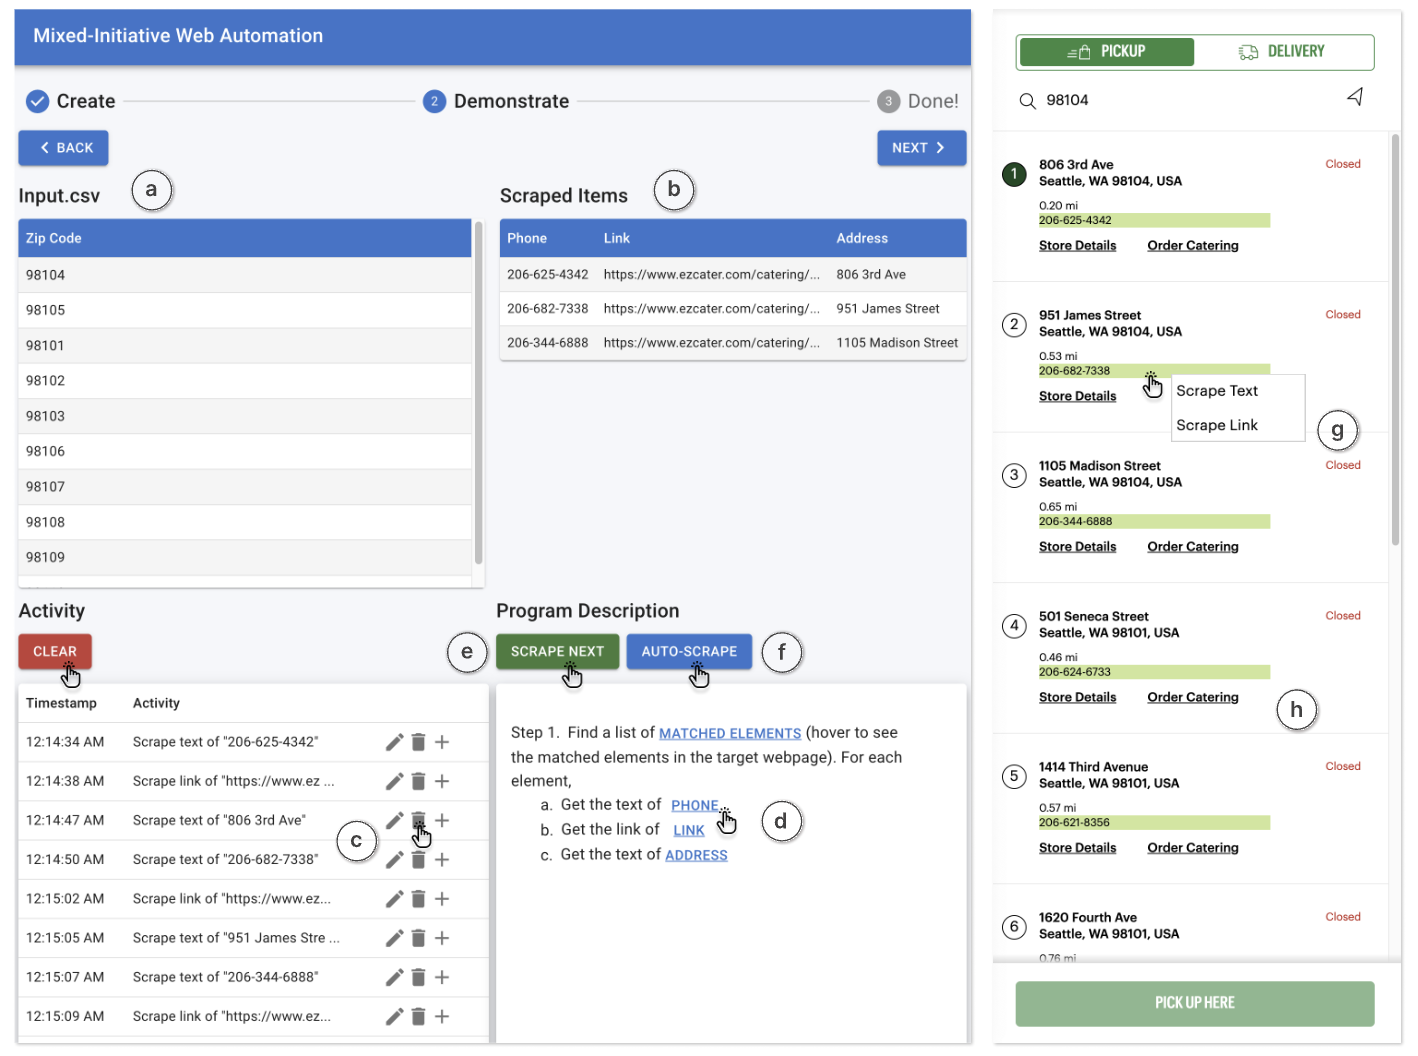 Mixed-Initiative Web Automation
Create
2
Demonstrate
3
Done!
BACK
NEXT
Input.csv
a
Zip Code
98104
98105
98101
98102
98103
98106
98107
98108
98109
Scraped Items
b
Phone Link Address
206-625-4342 https://www.ezcater.com/catering/... 806 3rd Ave
206-682-7338 https://www.ezcater.com/catering/... 951 James Street
206-344-6888 https://www.ezcater.com/catering/... 1105 Madison Street
Activity
CLEAR
Timestamp Activity
12:14:34 AM Scrape text of "206-625-4342"
12:14:38 AM Scrape link of "https://www.ez ...
12:14:47 AM Scrape text of "806 3rd Ave"
c
12:14:50 AM Scrape text of "206-682-7338"
12:15:02 AM Scrape link of "https://www.ez...
12:15:05 AM Scrape text of "951 James Stre ...
12:15:07 AM Scrape text of "206-344-6888"
12:15:09 AM Scrape link of "https://www.ez...
Program Description
e
SCRAPE NEXT
AUTO-SCRAPE
f
Step 1. Find a list of MATCHED ELEMENTS (hover to see
the matched elements in the target webpage). For each
element,
a. Get the text of PHONE
d
b. Get the link of LINK
c. Get the text of ADDRESS
PICKUP
DELIVERY
98104
1
806 3rd Ave
Closed
Seattle, WA 98104, USA
0.20 mi
206-625-4342
Store Details Order Catering
2
951 James Street
Closed
Seattle, WA 98104, USA
0.53 mi
206-682-7338
Store Details
Scrape Text
Scrape Link
g
3
1105 Madison Street
Closed
Seattle, WA 98104, USA
0.65 mi
206-344-6888
Store Details Order Catering
4
501 Seneca Street
Closed
Seattle, WA 98101, USA
0.46 mi
206-624-6733
Store Details Order Catering
h
5
1414 Third Avenue
Closed
Seattle, WA 98101, USA
0.57 mi
206-621-8356
Store Details Order Catering
6
1620 Fourth Ave
Closed
Seattle, WA 98101, USA
0.76 mi
PICK UP HERE